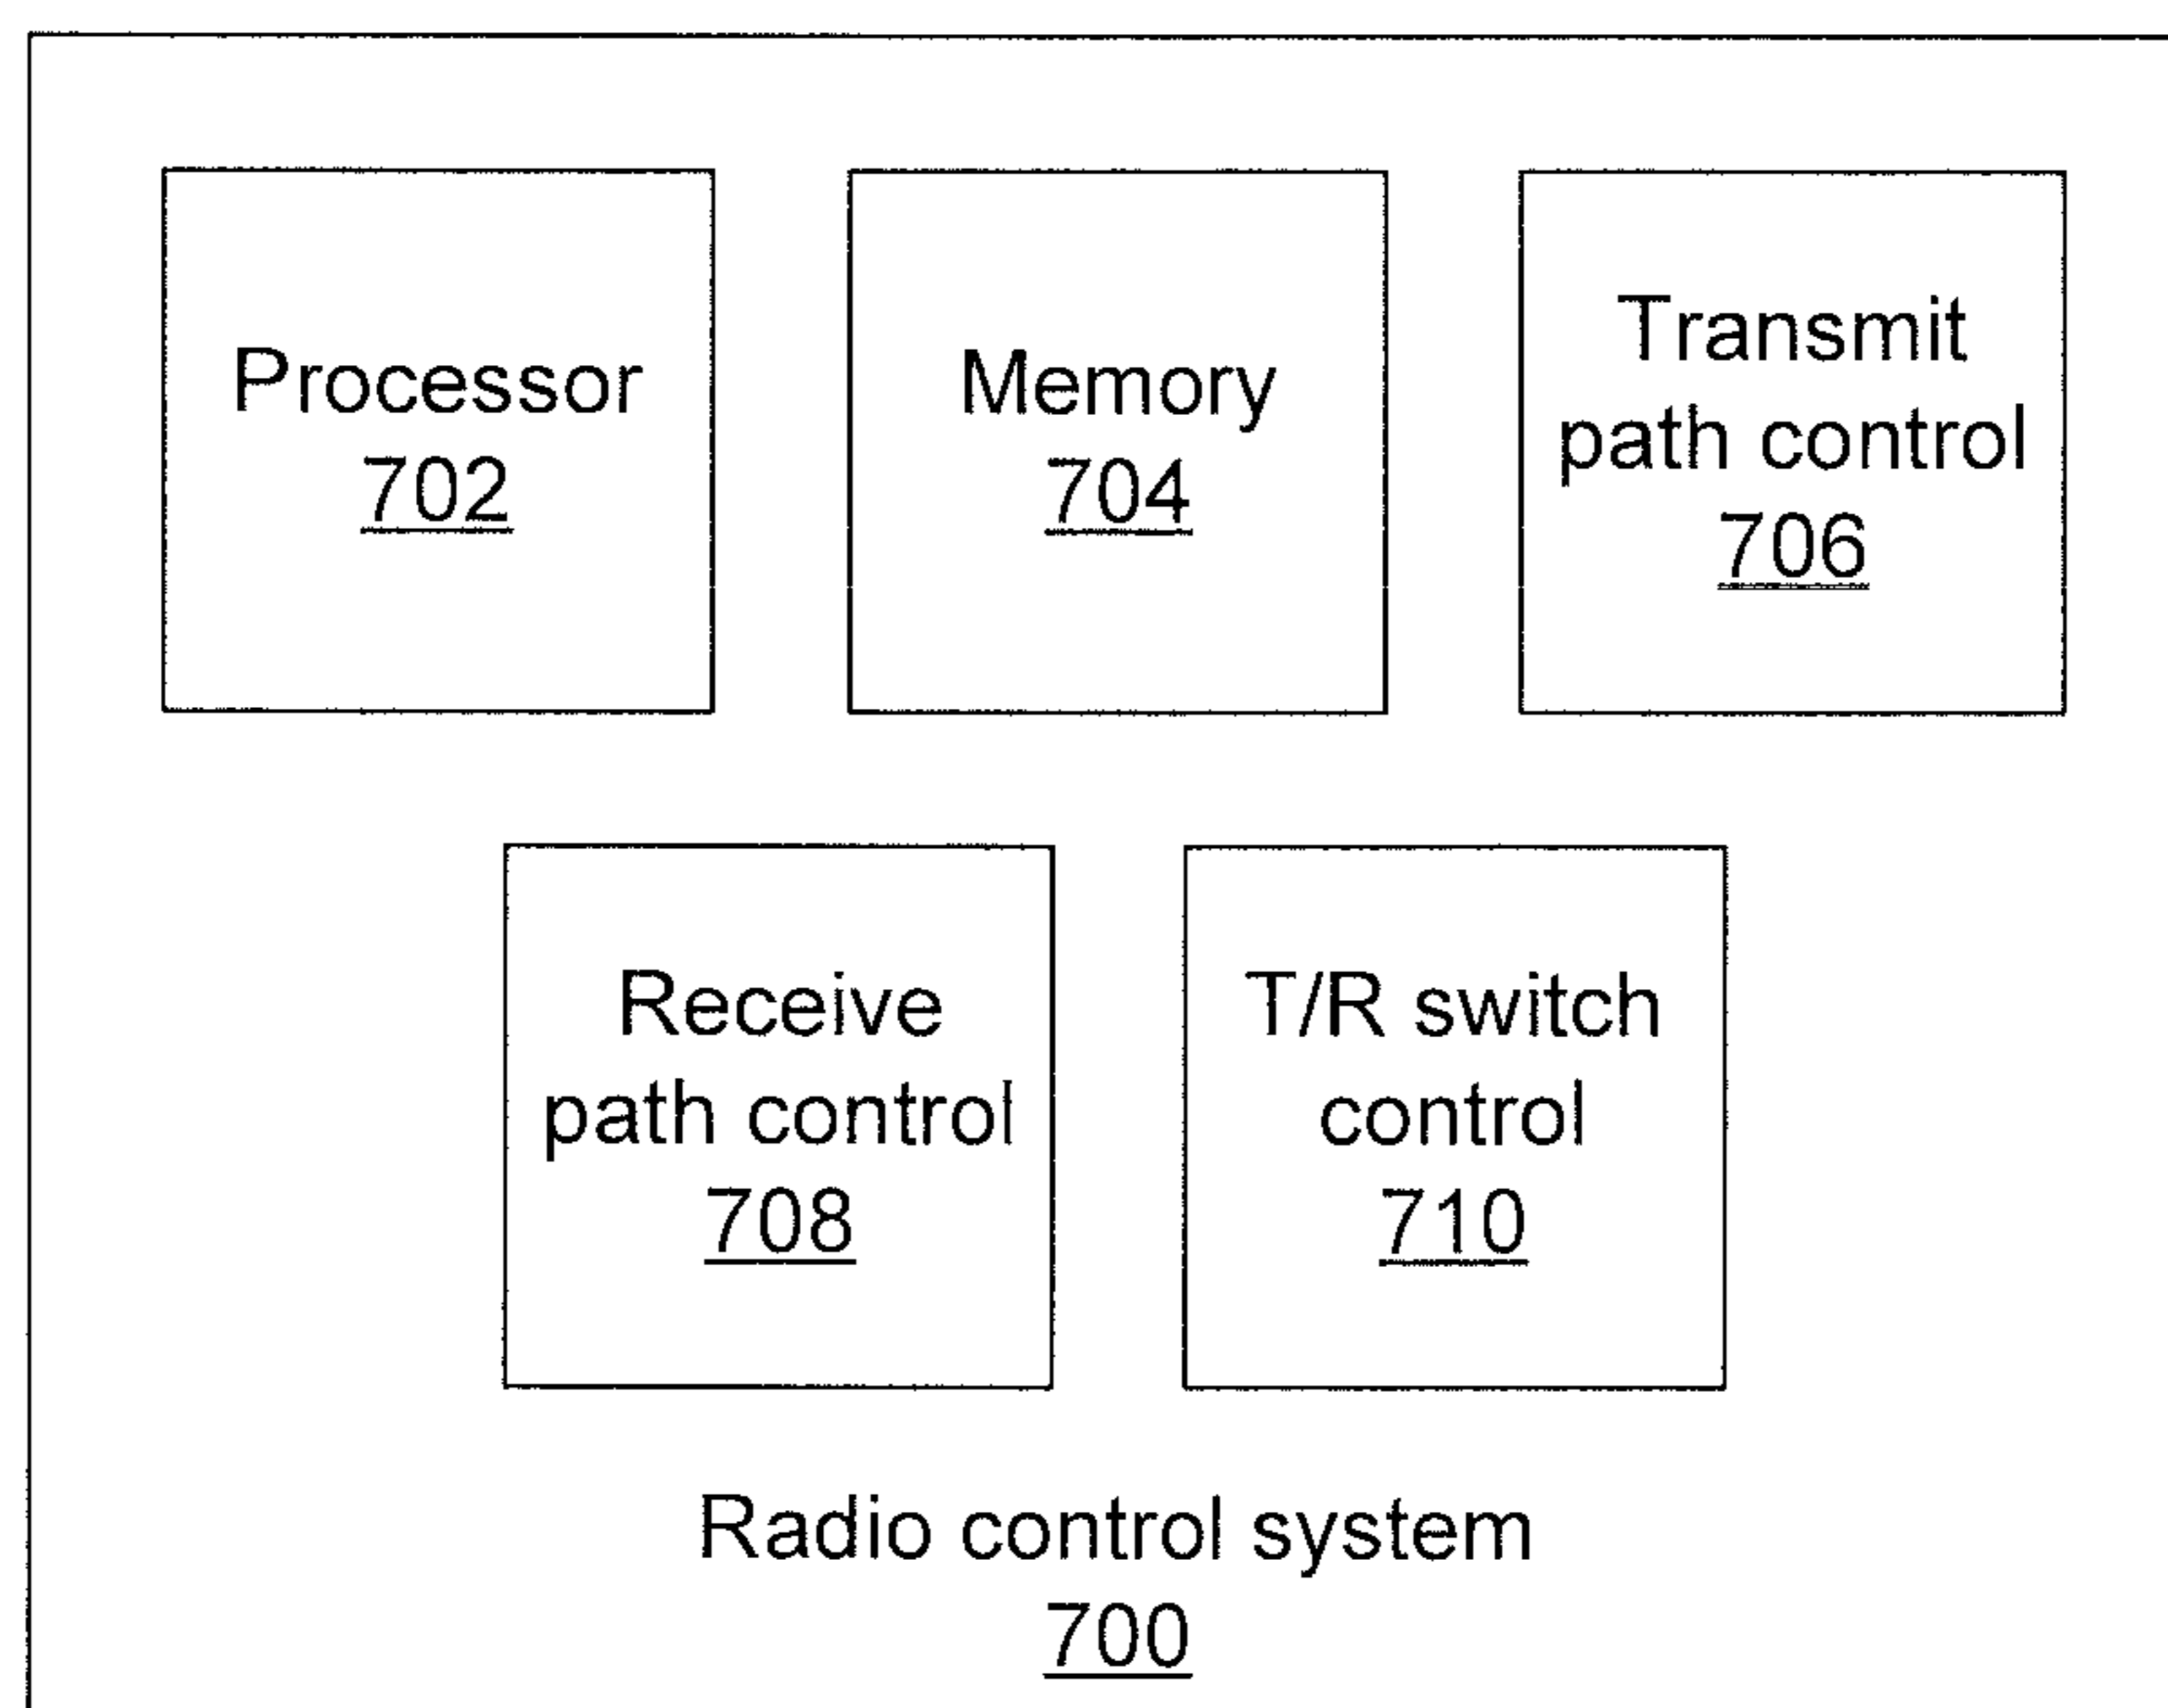 Processor
702
Memory
704
Transmit
path control
706
Receive
path control
708
T/R switch
control
710
Radio control system
700